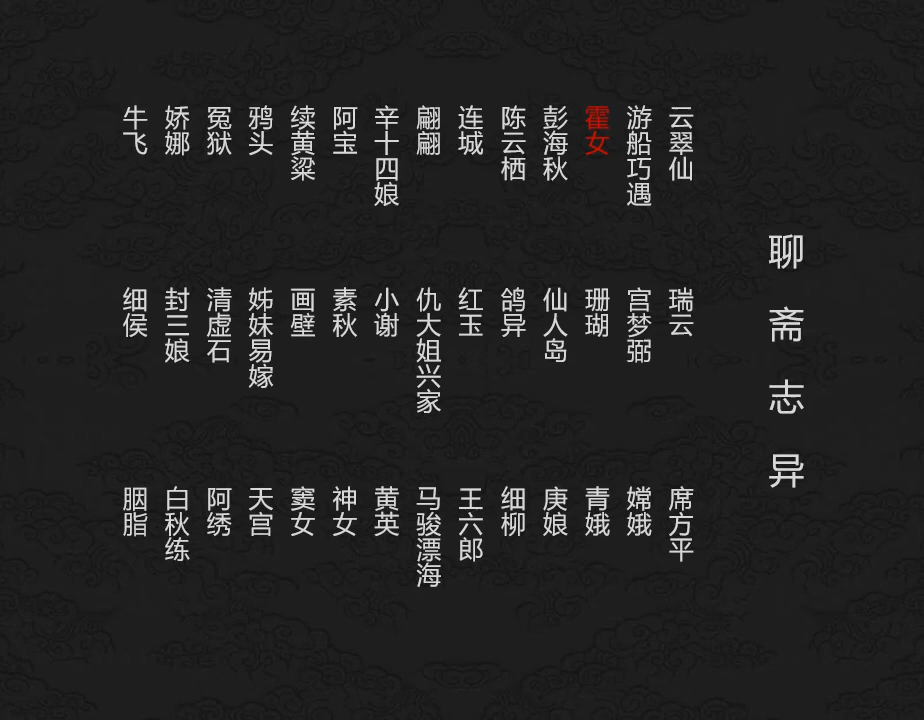 聊斋志异
云翠仙
游船巧遇
霍女
彭海秋
陈云栖
连城
翩翩
辛十四娘
阿宝
续黄粱
鸦头
冤狱
娇娜
牛飞
瑞云
宫梦弼
珊瑚
仙人岛
鸽异
红玉
仇大姐兴家
小谢
素秋
画壁
姊妹易嫁
清虚石
封三娘
细侯
席方平
嫦娥
青娥
庚娘
细柳
王六郎
马骏漂海
黄英
神女
窦女
天宫
阿绣
白秋练
胭脂